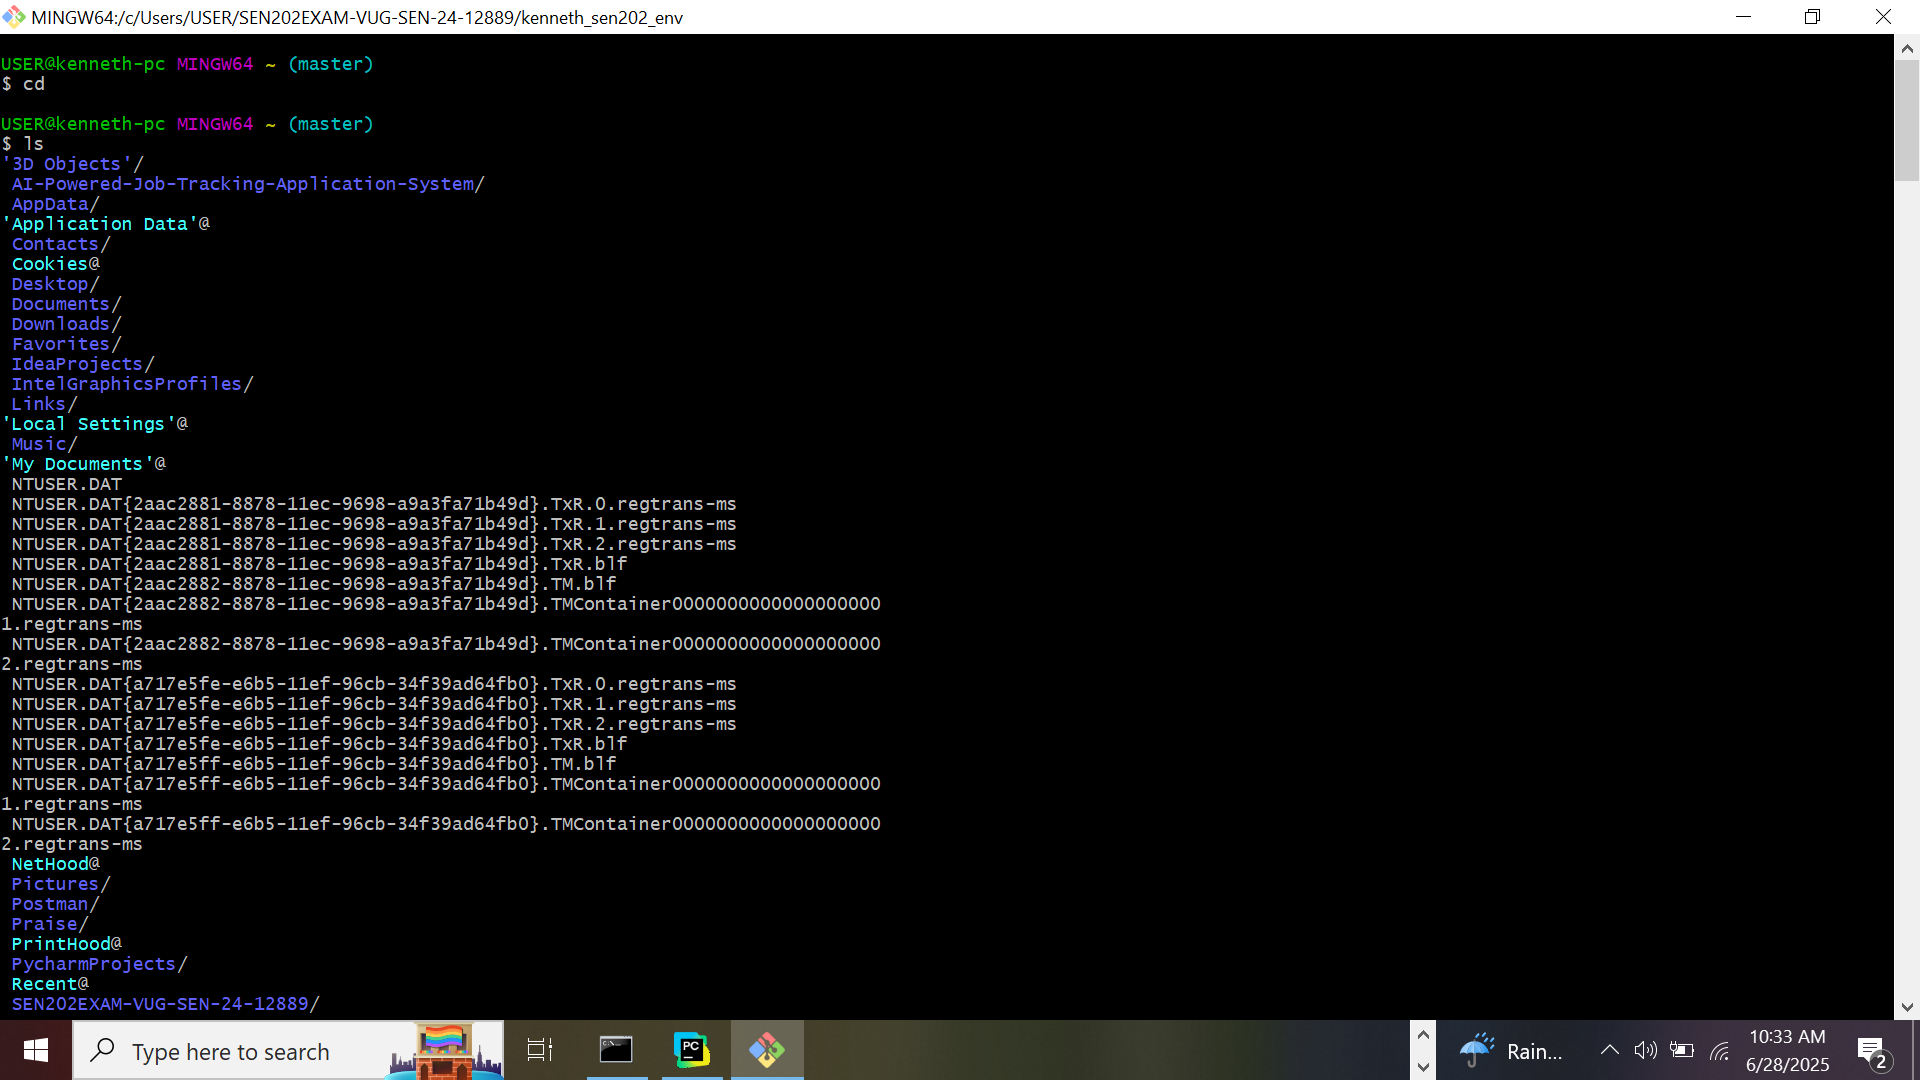 MINGW64:/c/Users/USER/SEN202EXAM-VUG-SEN-24-12889/kenneth_sen202_env
USER@kenneth-pc MINGW64 ~ (master)
$ cd
USER@kenneth-pc MINGW64 ~ (master)
$ ls
'3D Objects'/
AI-Powered-Job-Tracking-Application-System/
AppData/
'Application Data'@
Contacts/
Cookies@
Desktop/
Documents/
Downloads/
Favorites/
IdeaProjects/
IntelGraphicsProfiles/
Links/
'Local Settings'@
Music/
'My Documents'@
NTUSER.DAT
NTUSER.DAT{2aac2881-8878-11ec-9698-a9a3fa71b49d}.TxR.0.regtrans-ms
NTUSER.DAT{2aac2881-8878-11ec-9698-a9a3fa71b49d}.TxR.1.regtrans-ms
NTUSER.DAT{2aac2881-8878-11ec-9698-a9a3fa71b49d}.TxR.2.regtrans-ms
NTUSER.DAT{2aac2881-8878-11ec-9698-a9a3fa71b49d}.TxR.blf
NTUSER.DAT{2aac2882-8878-11ec-9698-a9a3fa71b49d}.TM.blf
NTUSER.DAT{2aac2882-8878-11ec-9698-a9a3fa71b49d}.TMContainer0000000000000000000
1.regtrans-ms
NTUSER.DAT{2aac2882-8878-11ec-9698-a9a3fa71b49d}.TMContainer0000000000000000000
2.regtrans-ms
NTUSER.DAT{a717e5fe-e6b5-11ef-96cb-34f39ad64fb0}.TxR.0.regtrans-ms
NTUSER.DAT{a717e5fe-e6b5-11ef-96cb-34f39ad64fb0}.TxR.1.regtrans-ms
NTUSER.DAT{a717e5fe-e6b5-11ef-96cb-34f39ad64fb0}.TxR.2.regtrans-ms
NTUSER.DAT{a717e5fe-e6b5-11ef-96cb-34f39ad64fb0}.TxR.blf
NTUSER.DAT{a717e5ff-e6b5-11ef-96cb-34f39ad64fb0}.TM.blf
NTUSER.DAT{a717e5ff-e6b5-11ef-96cb-34f39ad64fb0}.TMContainer0000000000000000000
1.regtrans-ms
NTUSER.DAT{a717e5ff-e6b5-11ef-96cb-34f39ad64fb0}.TMContainer0000000000000000000
2.regtrans-ms
NetHood@
Pictures/
Postman/
Praise/
PrintHood@
PycharmProjects/
Recent@
SEN202EXAM-VUG-SEN-24-12889/
Type here to search
C:\_
PC
Rain...
10:33 AM
6/28/2025
2